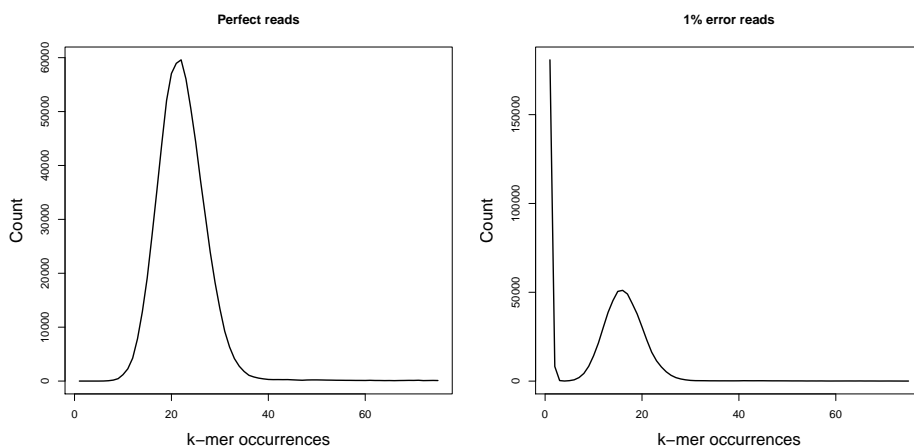 Perfect reads
Count
60000
50000
40000
30000
20000
10000
0
0 20 40 60
k−mer occurrences
1% error reads
Count
150000
100000
50000
0
0 20 40 60
k−mer occurrences